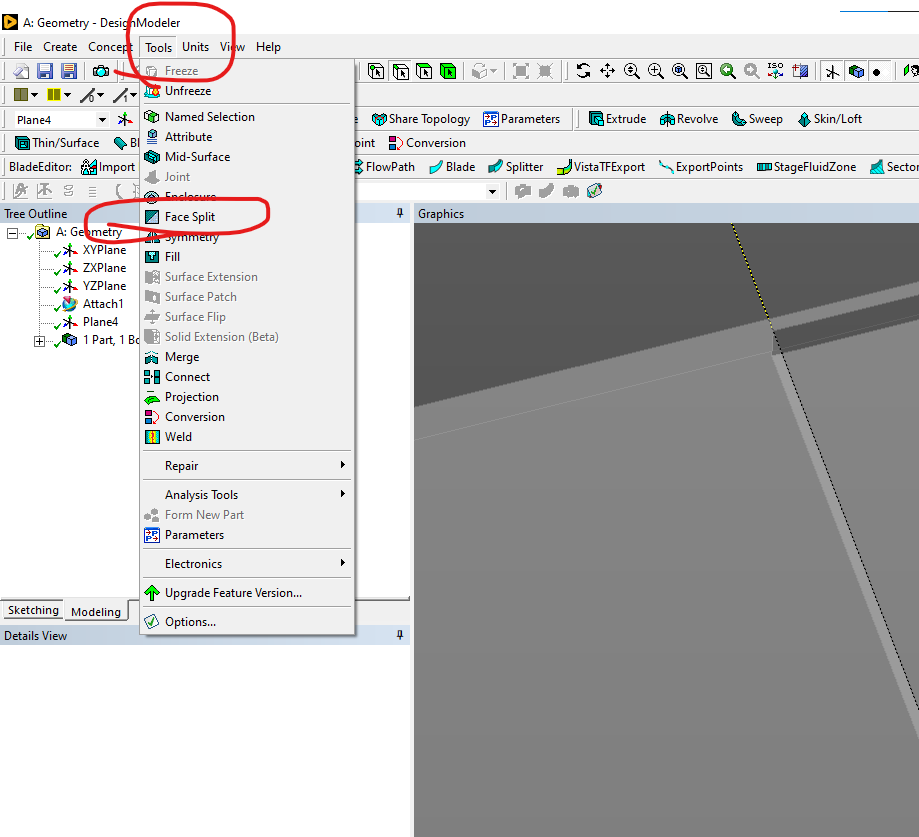 A: Geometry - DesignModeler
File Create Concept Tools Units View Help
Freeze
Unfreeze
Plane4
Named Selection
Share Topology Parameters Extrude Revolve Sweep Skin/Loft
Attribute
Thin/Surface
Conversion
Mid-Surface
BladeEditor: Import
FlowPath Blade Splitter VistaTFExport ExportPoints StageFluidZone Sector
Joint
Enclosure
Face Split
Symmetry
Fill
Surface Extension
Surface Patch
Surface Flip
Solid Extension (Beta)
Merge
Connect
Projection
Conversion
Weld
Repair
Analysis Tools
Form New Part
Parameters
Electronics
Upgrade Feature Version...
Options...
Tree Outline
A: Geometry
XYPlane
ZXPlane
YZPlane
Attach1
Plane4
1 Part, 1 Bo
Sketching Modeling
Details View
Graphics
ISO